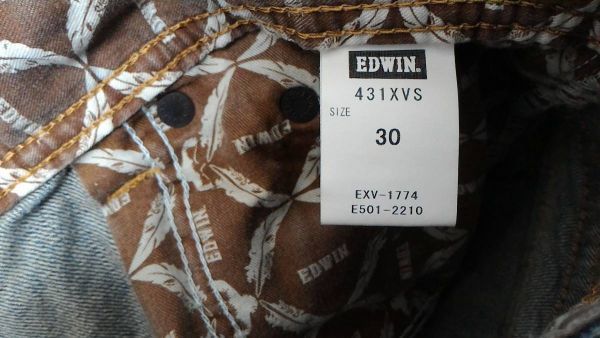 EDWIN.
431XVS
SIZE
30
EXV-1774
E501-2210
EDWIN
EDWIN
EDWIN